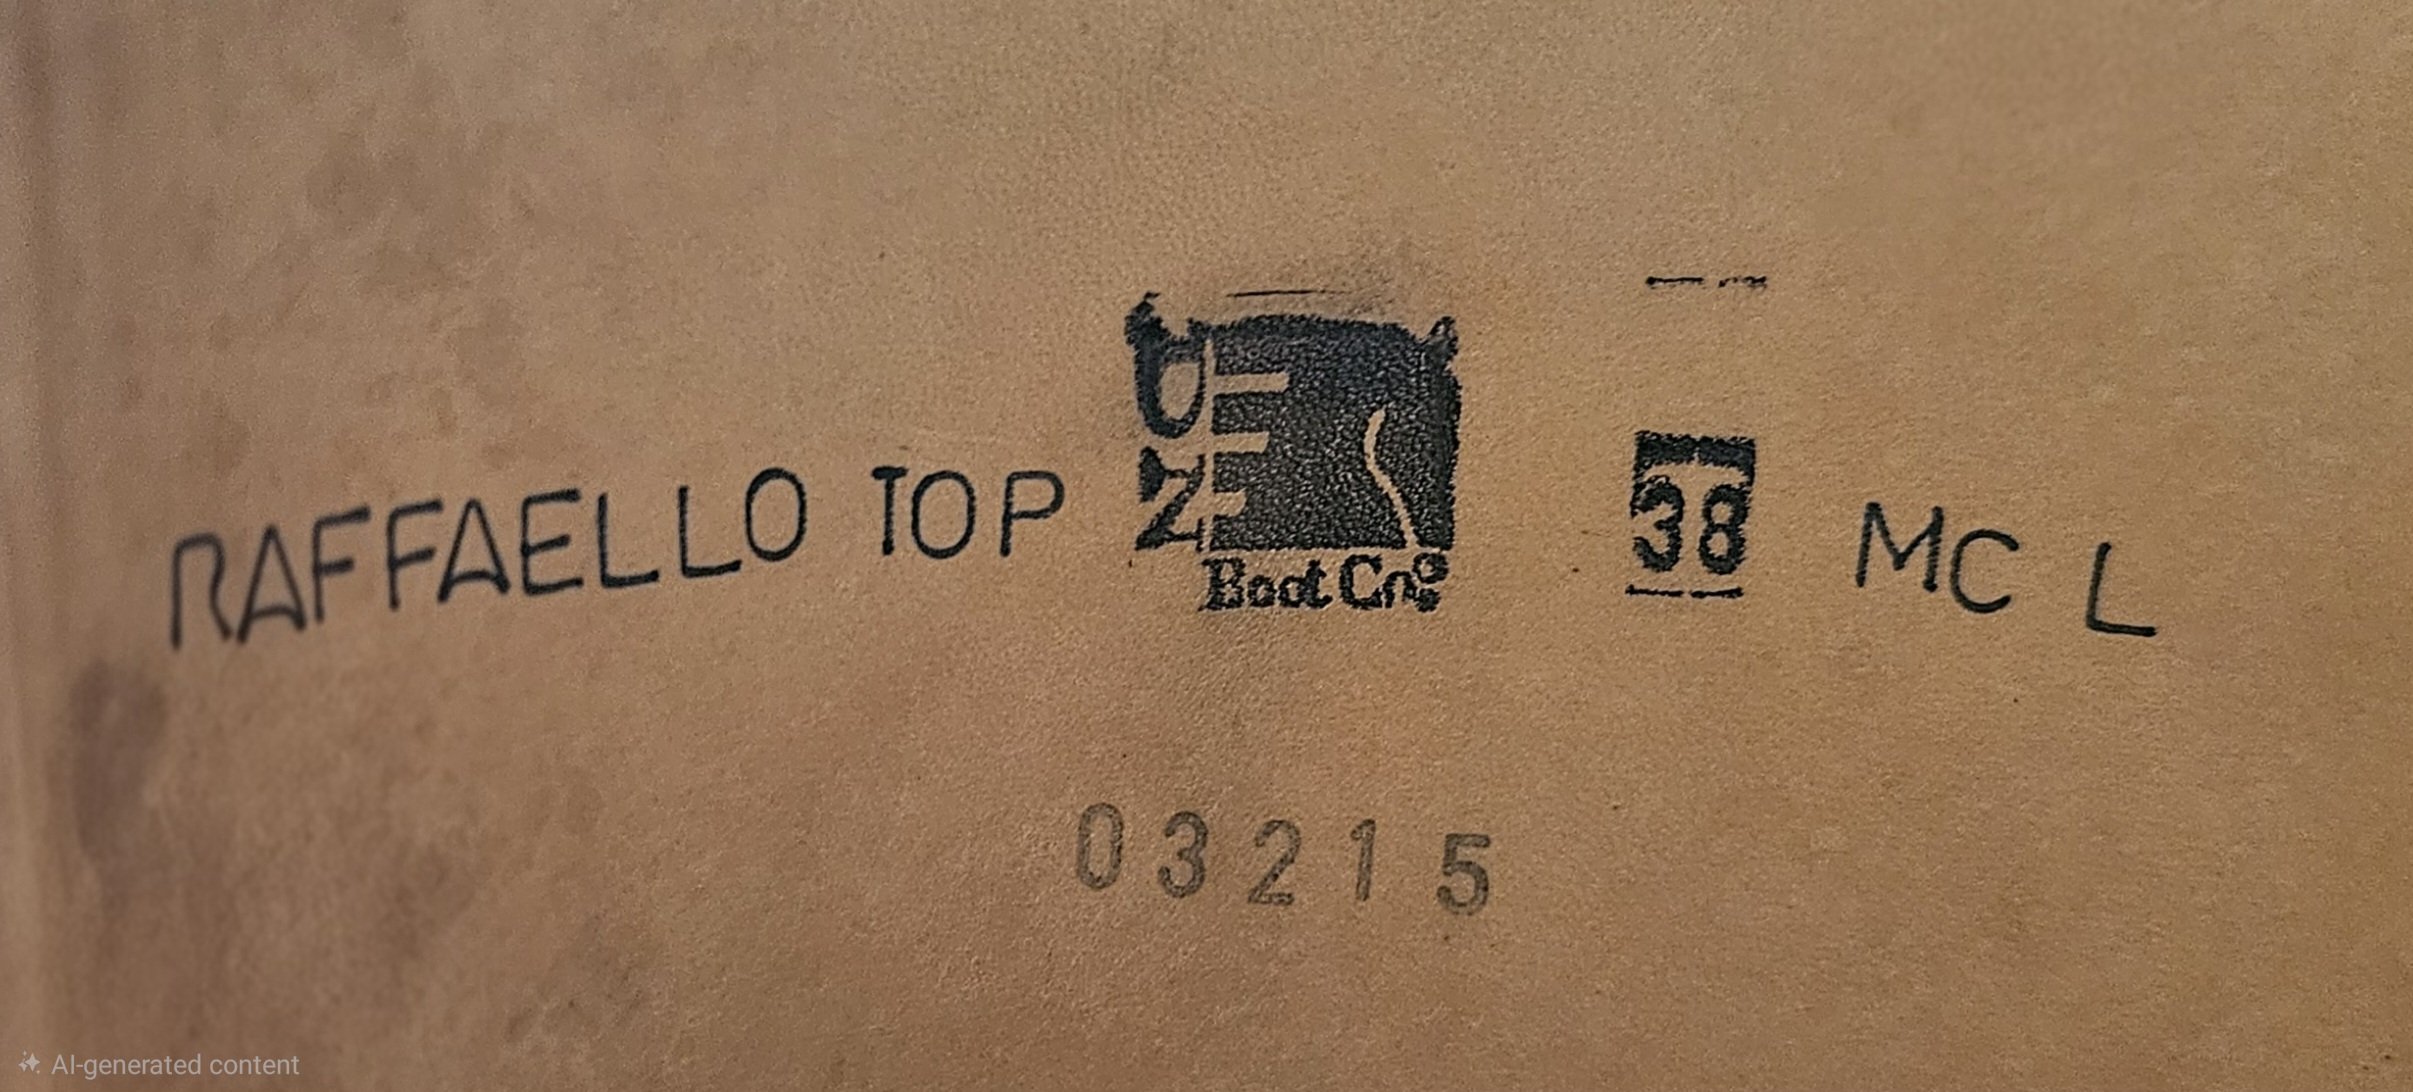 RAFFAELLO TOP
Boot Co
38 MC L
03215
AI-generated content